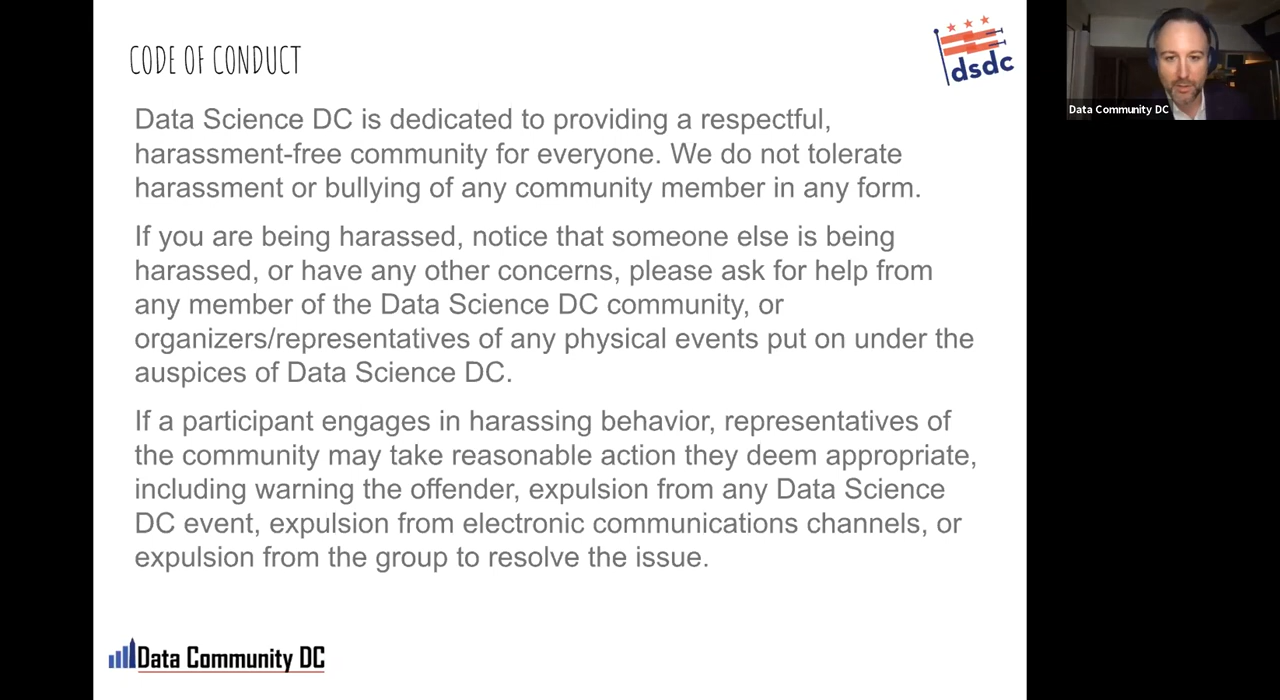 CODE OF CONDUCT
dsdc
Data Community DC
Data Science DC is dedicated to providing a respectful,
harassment-free community for everyone. We do not tolerate
harassment or bullying of any community member in any form.
If you are being harassed, notice that someone else is being
harassed, or have any other concerns, please ask for help from
any member of the Data Science DC community, or
organizers/representatives of any physical events put on under the
auspices of Data Science DC.
If a participant engages in harassing behavior, representatives of
the community may take reasonable action they deem appropriate,
including warning the offender, expulsion from any Data Science
DC event, expulsion from electronic communications channels, or
expulsion from the group to resolve the issue.
Data Community DC